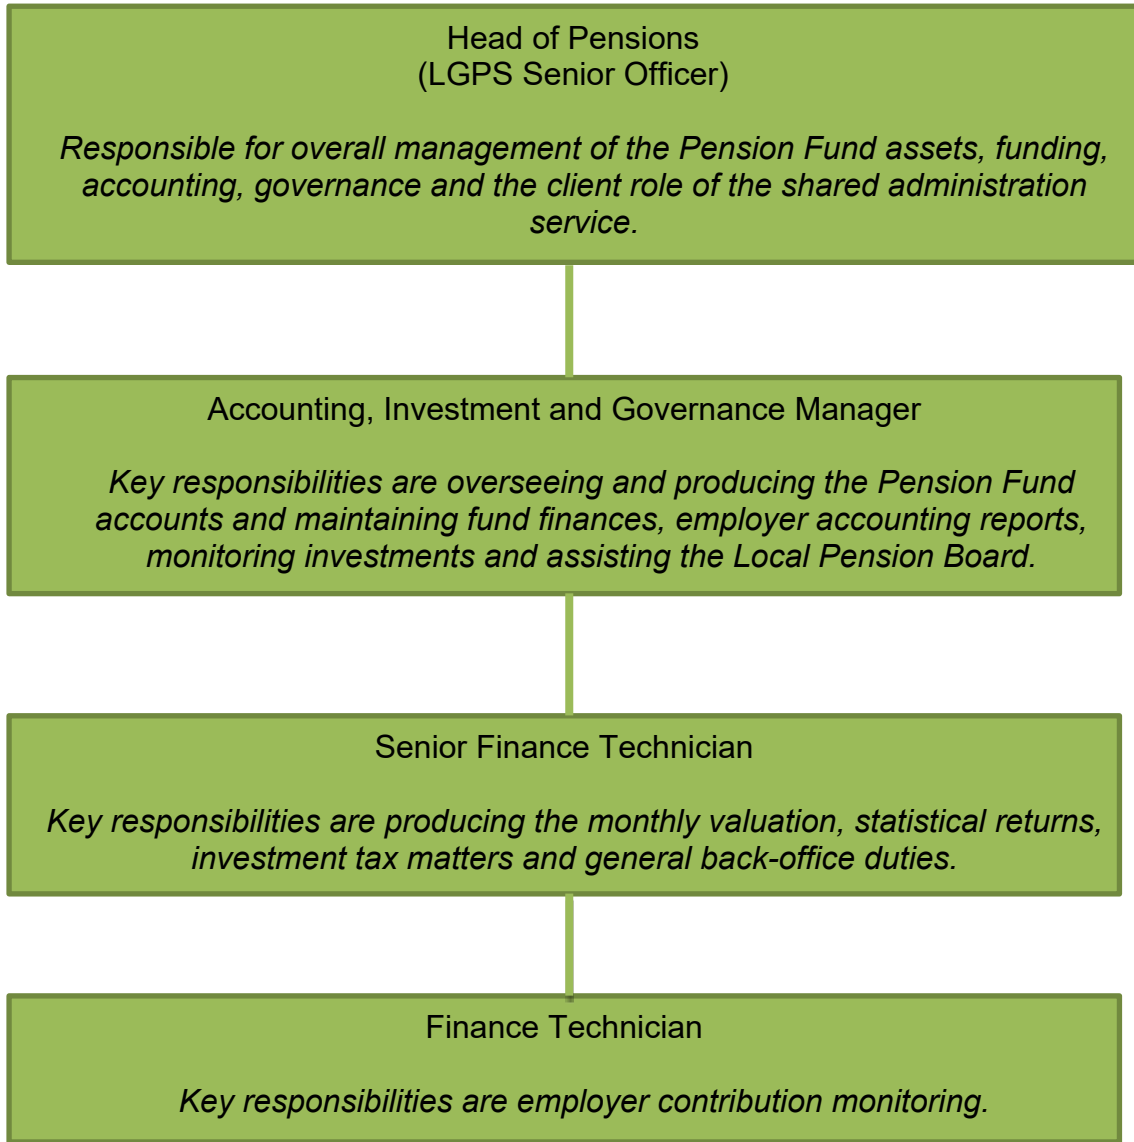 Head of Pensions
(LGPS Senior Officer)
Responsible for overall management of the Pension Fund assets, funding,
accounting, governance and the client role of the shared administration
service.
Accounting, Investment and Governance Manager
Key responsibilities are overseeing and producing the Pension Fund
accounts and maintaining fund finances, employer accounting reports,
monitoring investments and assisting the Local Pension Board.
Senior Finance Technician
Key responsibilities are producing the monthly valuation, statistical returns,
investment tax matters and general back-office duties.
Finance Technician
Key responsibilities are employer contribution monitoring.